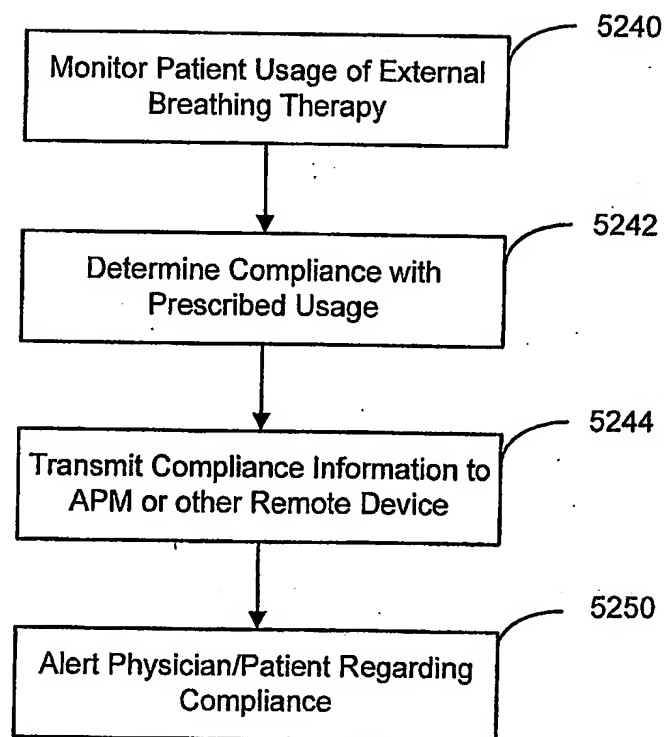 5240
Monitor Patient Usage of External
Breathing Therapy
5242
Determine Compliance with
Prescribed Usage
5244
Transmit Compliance Information to
APM or other Remote Device
5250
Alert Physician/Patient Regarding
Compliance